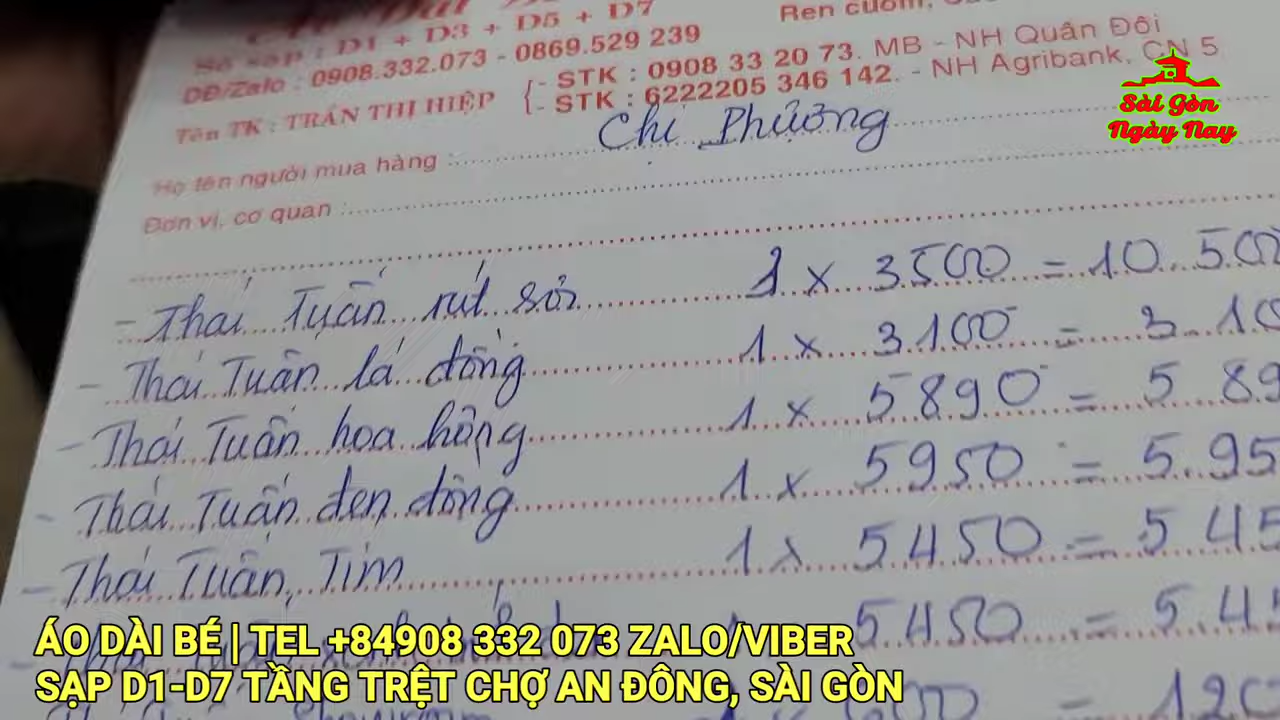 Số sạp : D1 + D3 + D5 + D7
Ren cườm,
ĐĐ/Zalo : 0908.332.073 - 0869.529 239
Tên TK : TRẦN THỊ HIỆP
- STK : 0908 33 20 73. MB - NH Quân Đội
- STK : 6222205 346 142. - NH Agribank, CN 5
Sài Gòn
Ngày Nay
Họ tên người mua hàng : Chị Phượng
Đơn vị, cơ quan :
- Thái Tuấn rút sỏi 3 x 3500 = 10.500
- Thái Tuấn lá đồng 1 x 3100 = 3.10
- Thái Tuấn hoa hồng 1 x 5890 = 5 89
- Thái Tuấn đen đồng 1 x 5950 = 5.95
- Thái Tuấn Tím 1 x 5450 = 5 45
5450 = 5.45
ÁO DÀI BÉ | TEL +84908 332 073 ZALO/VIBER
SẠP D1-D7 TẦNG TRỆT CHỢ AN ĐÔNG, SÀI GÒN